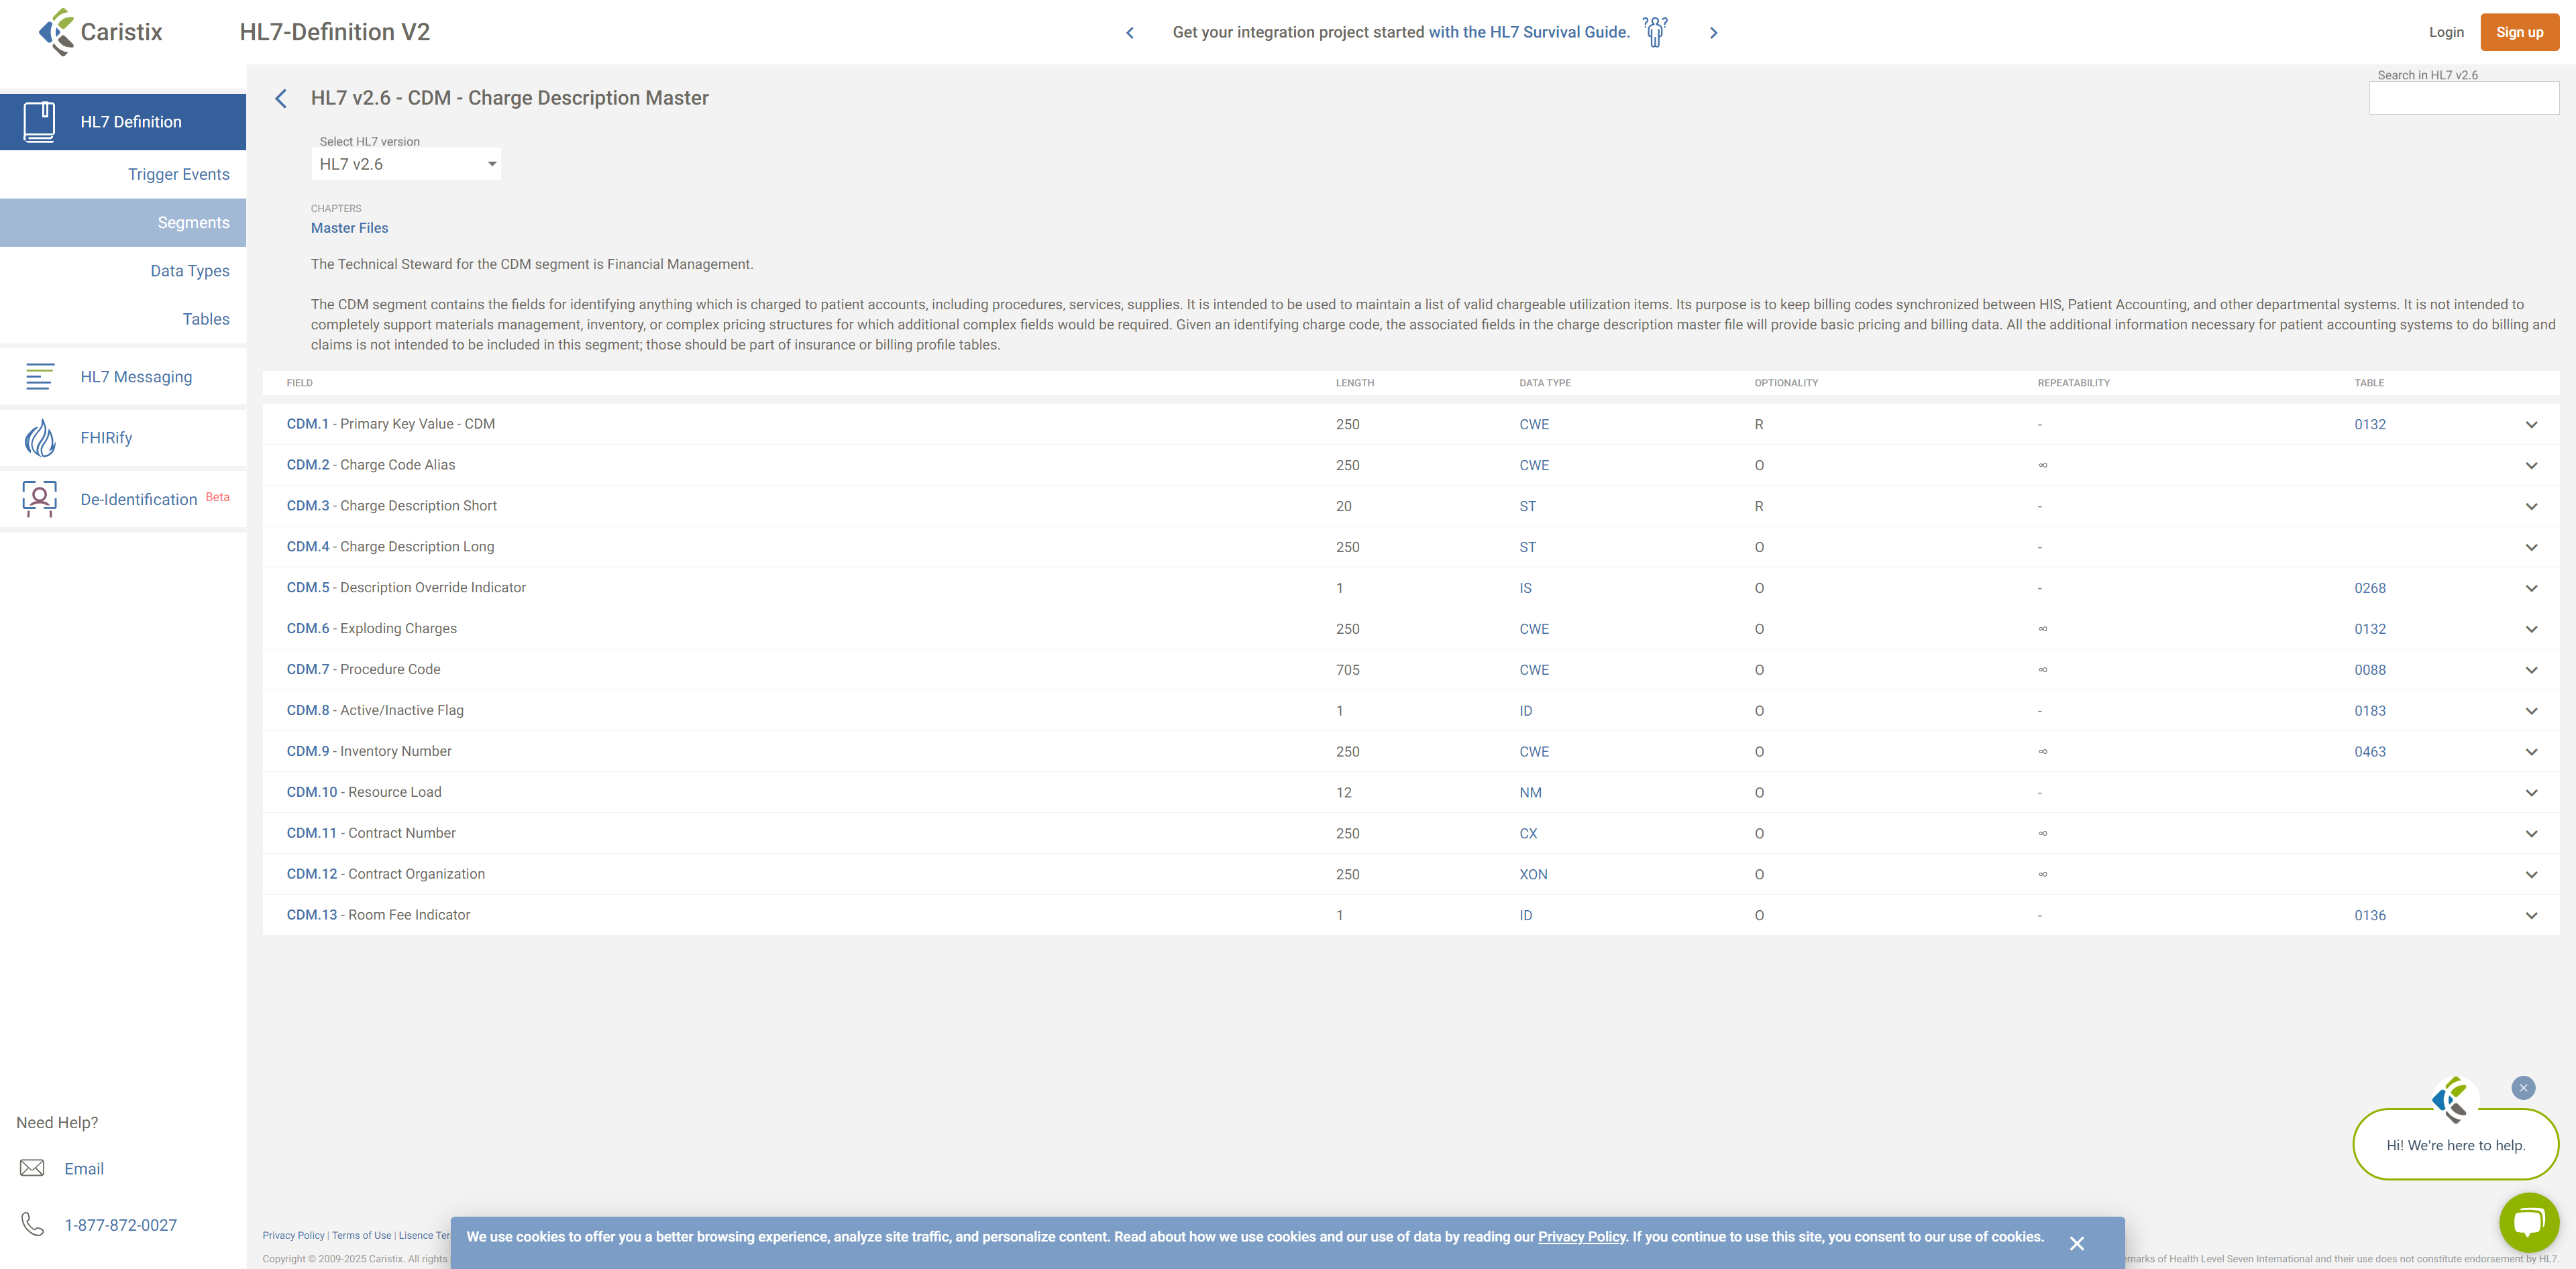 Caristix
HL7-Definition V2
Get your integration project started with the HL7 Survival Guide.
Login
Sign up
HL7 Definition
Trigger Events
Segments
Data Types
Tables
HL7 Messaging
FHIRify
De-Identification Beta
Need Help?
Email
1-877-872-0027
HL7 v2.6 - CDM - Charge Description Master
Search in HL7 v2.6
Select HL7 version
HL7 v2.6
CHAPTERS
Master Files
The Technical Steward for the CDM segment is Financial Management.
The CDM segment contains the fields for identifying anything which is charged to patient accounts, including procedures, services, supplies. It is intended to be used to maintain a list of valid chargeable utilization items. Its purpose is to keep billing codes synchronized between HIS, Patient Accounting, and other departmental systems. It is not intended to
completely support materials management, inventory, or complex pricing structures for which additional complex fields would be required. Given an identifying charge code, the associated fields in the charge description master file will provide basic pricing and billing data. All the additional information necessary for patient accounting systems to do billing and
claims is not intended to be included in this segment; those should be part of insurance or billing profile tables.
FIELD LENGTH DATA TYPE OPTIONALITY REPEATABILITY TABLE
CDM.1 - Primary Key Value - CDM 250 CWE R - 0132
CDM.2 - Charge Code Alias 250 CWE O ∞
CDM.3 - Charge Description Short 20 ST R -
CDM.4 - Charge Description Long 250 ST O -
CDM.5 - Description Override Indicator 1 IS O - 0268
CDM.6 - Exploding Charges 250 CWE O ∞ 0132
CDM.7 - Procedure Code 705 CWE O ∞ 0088
CDM.8 - Active/Inactive Flag 1 ID O - 0183
CDM.9 - Inventory Number 250 CWE O ∞ 0463
CDM.10 - Resource Load 12 NM O -
CDM.11 - Contract Number 250 CX O ∞
CDM.12 - Contract Organization 250 XON O ∞
CDM.13 - Room Fee Indicator 1 ID O - 0136
Hi! We're here to help.
Privacy Policy | Terms of Use | Lisence Ter
We use cookies to offer you a better browsing experience, analyze site traffic, and personalize content. Read about how we use cookies and our use of data by reading our Privacy Policy. If you continue to use this site, you consent to our use of cookies.
Copyright © 2009-2025 Caristix. All rights
emarks of Health Level Seven International and their use does not constitute endorsement by HL7.